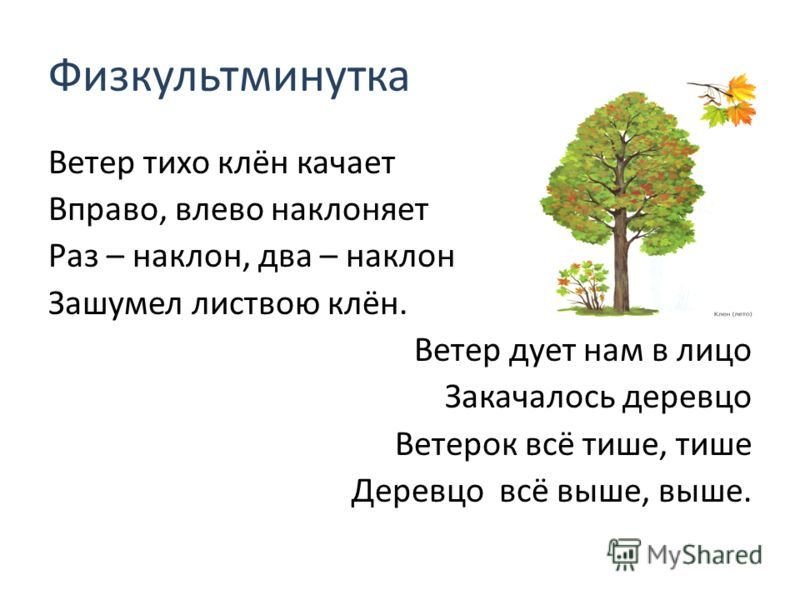 Физкультминутка
Ветер тихо клён качает
Вправо, влево наклоняет
Раз – наклон, два – наклон
Зашумел листвою клён.
Клён (лето)
Ветер дует нам в лицо
Закачалось деревцо
Ветерок всё тише, тише
Деревцо всё выше, выше.
MyShared